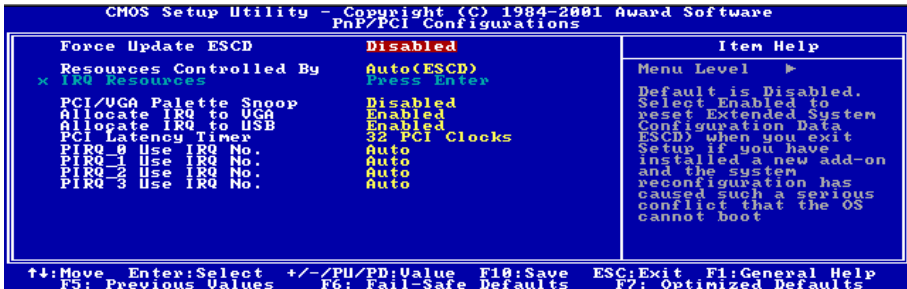 CMOS Setup Utility – Copyright (C) 1984-2001 Award Software
PnP/PCI Configurations
Force Update ESCD Disabled
Resources Controlled By Auto(ESCD)
x IRQ Resources Press Enter
PCI/VGA Palette Snoop Disabled
Allocate IRQ to VGA Enabled
Allocate IRQ to USB Enabled
PCI Latency Timer 32 PCI Clocks
PIRQ_0 Use IRQ No. Auto
PIRQ_1 Use IRQ No. Auto
PIRQ_2 Use IRQ No. Auto
PIRQ_3 Use IRQ No. Auto
Item Help
Menu Level ►
Default is Disabled.
Select Enabled to
reset Extended System
Configuration Data
ESCD) when you exit
Setup if you have
installed a new add-on
and the system
reconfiguration has
caused such a serious
conflict that the OS
cannot boot
↑↓:Move Enter:Select +/-/PU/PD:Value F10:Save ESC:Exit F1:General Help
F5: Previous Values F6: Fail-Safe Defaults F7: Optimized Defaults